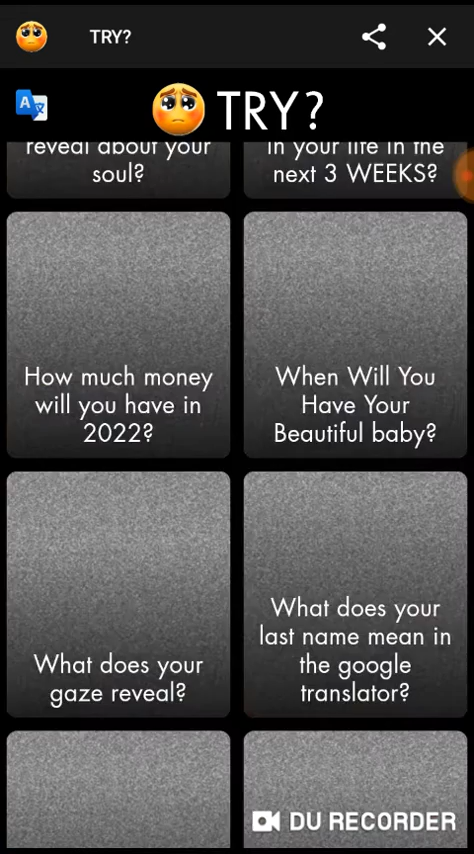 TRY?
TRY?
reveal about your
soul?
in your life in the
next 3 WEEKS?
How much money
will you have in
2022?
When Will You
Have Your
Beautiful baby?
What does your
gaze reveal?
What does your
last name mean in
the google
translator?
DU RECORDER